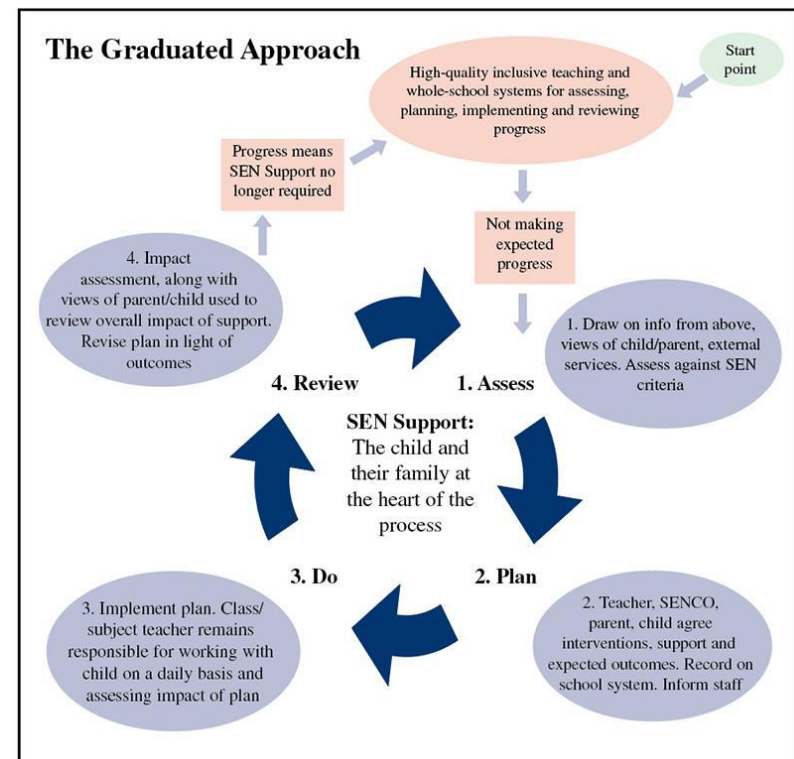 The Graduated Approach
Start
point
High-quality inclusive teaching and
whole-school systems for assessing,
planning, implementing and reviewing
progress
Progress means
SEN Support no
longer required
Not making
expected
progress
4. Impact
assessment, along with
views of parent/child used to
review overall impact of support.
Revise plan in light of
outcomes
1. Draw on info from above,
views of child/parent, external
services. Assess against SEN
criteria
4. Review
1. Assess
SEN Support:
The child and
their family at
the heart of the
process
3. Do
2. Plan
3. Implement plan. Class/
subject teacher remains
responsible for working with
child on a daily basis and
assessing impact of plan
2. Teacher, SENCO,
parent, child agree
interventions, support and
expected outcomes. Record on
school system. Inform staff